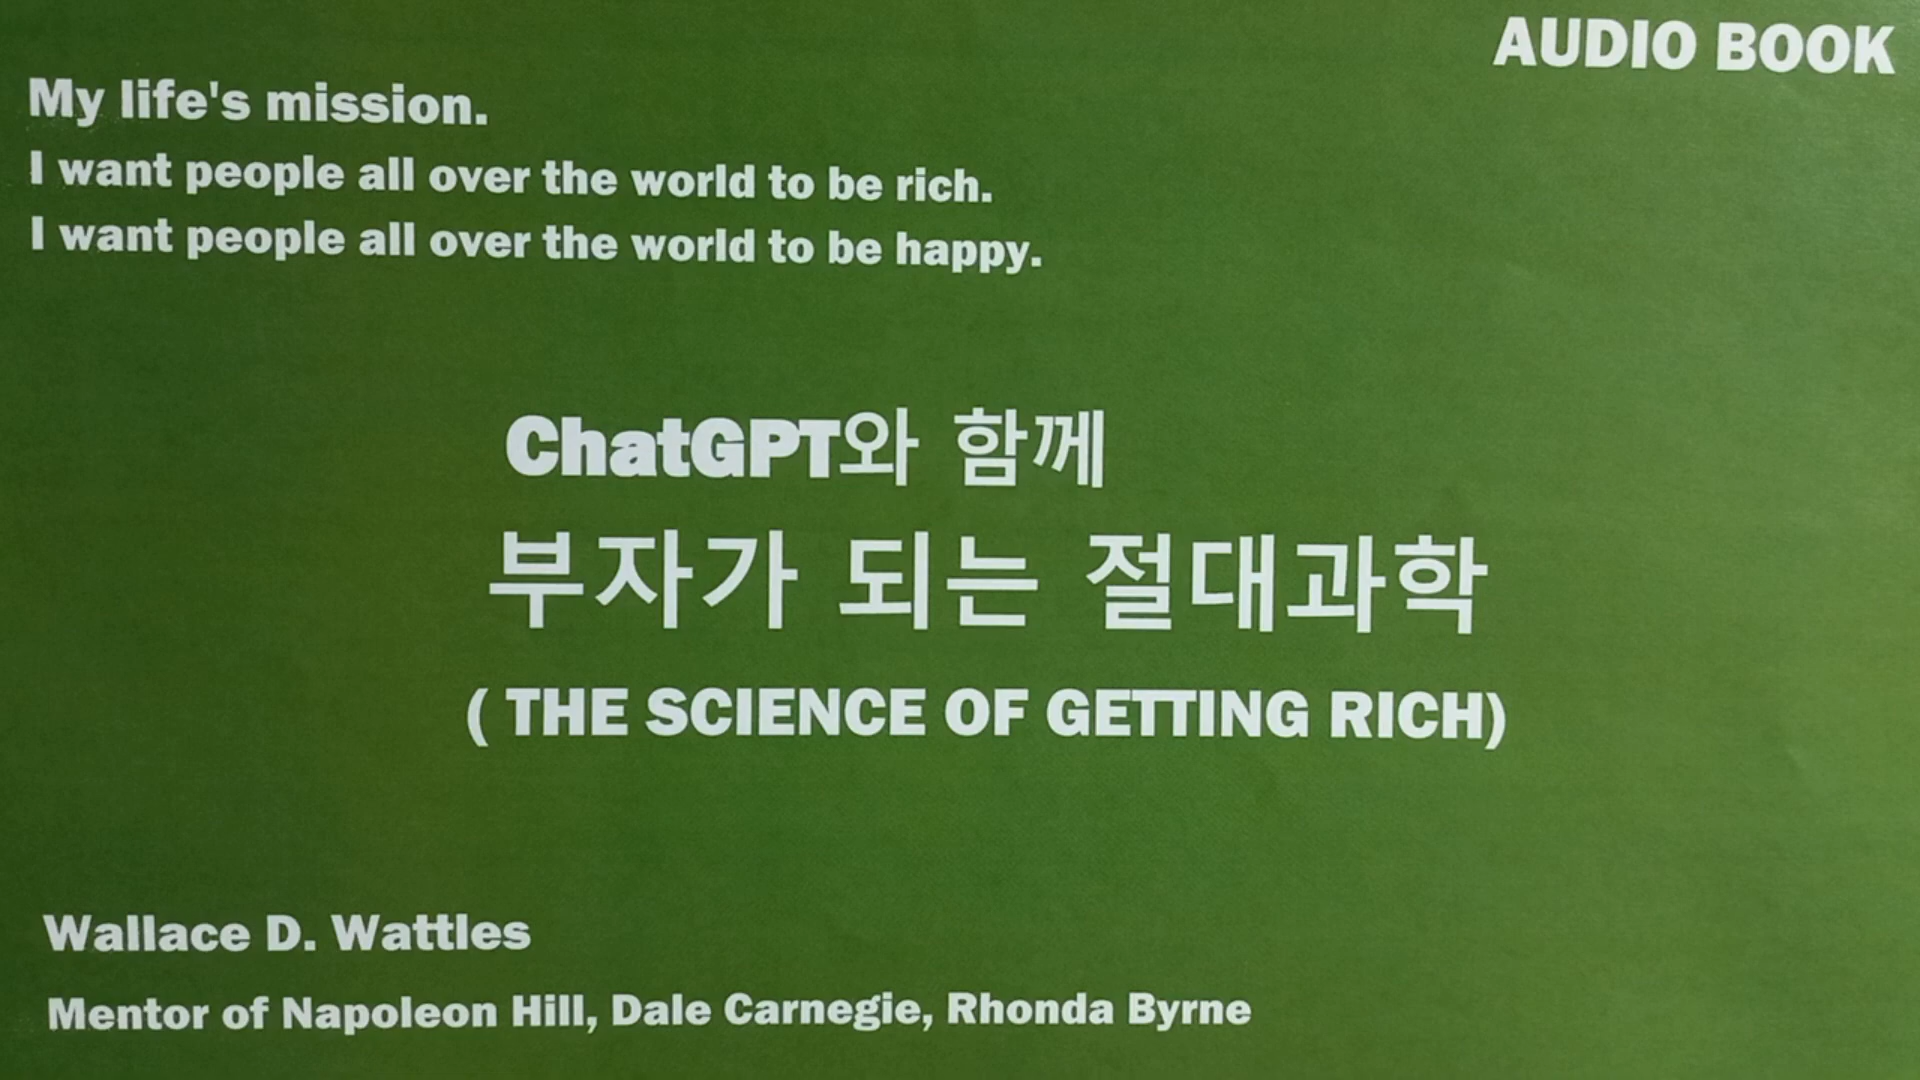 AUDIO BOOK
My life's mission.
I want people all over the world to be rich.
I want people all over the world to be happy.
ChatGPT와 함께
부자가 되는 절대과학
( THE SCIENCE OF GETTING RICH)
Wallace D. Wattles
Mentor of Napoleon Hill, Dale Carnegie, Rhonda Byrne